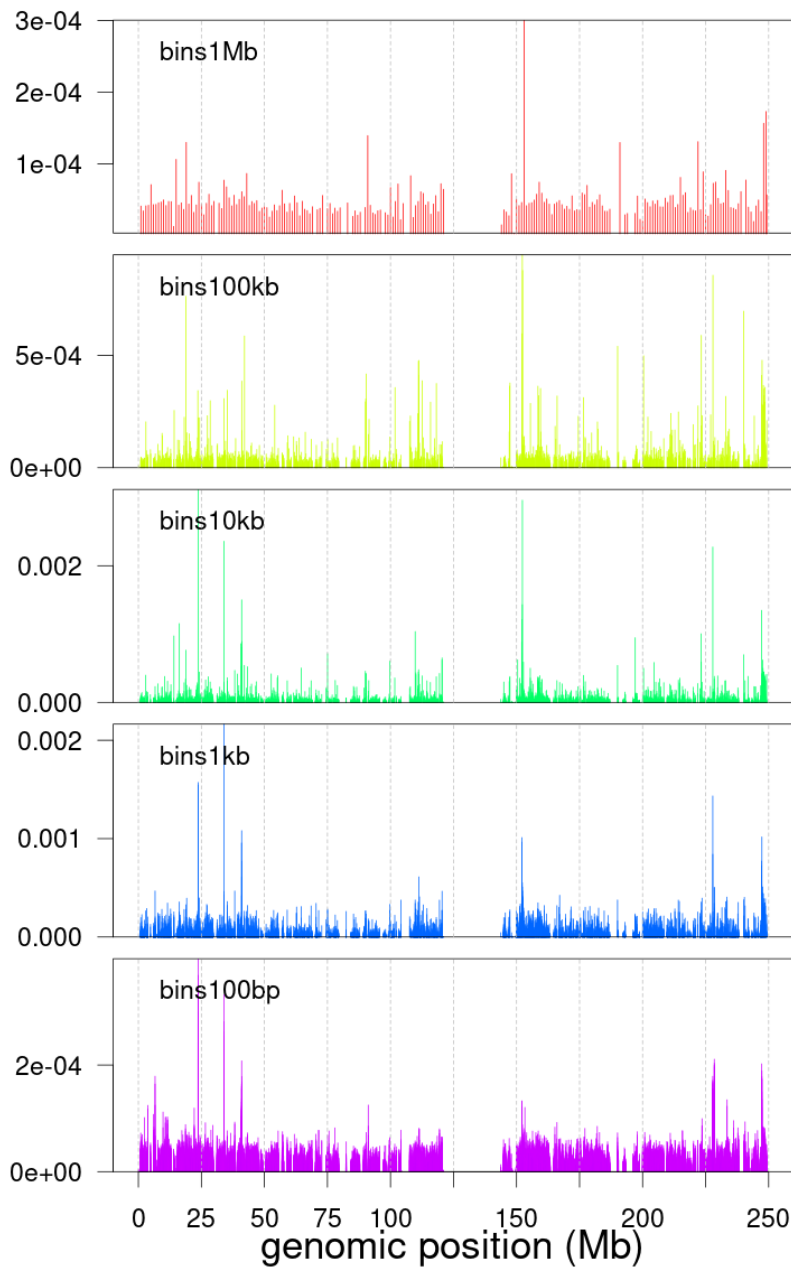 3e-04
bins1Mb
2e-04
1e-04
bins100kb
5e-04
0e+00
bins10kb
0.002
0.000
0.002
bins1kb
0.001
0.000
bins100bp
2e-04
0e+00
0 25 50 75 100 150 200 250
genomic position (Mb)